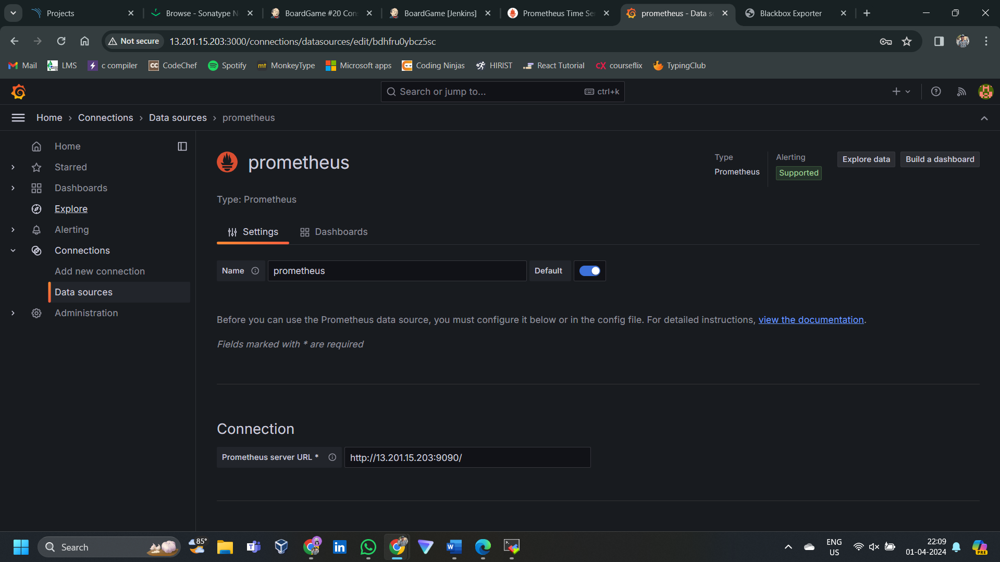 Projects
Browse - Sonatype N
BoardGame #20 Con
BoardGame [Jenkins]
Prometheus Time Se
prometheus - Data s
Blackbox Exporter
Not secure
13.201.15.203:3000/connections/datasources/edit/bdhfru0ybcz5sc
Mail
LMS
c compiler
CodeChef
Spotify
mt MonkeyType
Microsoft apps
Coding Ninjas
HIRIST
React Tutorial
CX courseflix
TypingClub
Search or jump to...
ctrl+k
Home › Connections › Data sources › prometheus
Home
Starred
Dashboards
Explore
Alerting
Connections
Add new connection
Data sources
Administration
prometheus
Type
Prometheus
Alerting
Supported
Explore data
Build a dashboard
Type: Prometheus
Settings
Dashboards
Name
prometheus
Default
Before you can use the Prometheus data source, you must configure it below or in the config file. For detailed instructions, view the documentation.
Fields marked with * are required
Connection
Prometheus server URL *
http://13.201.15.203:9090/
Search
85°
ENG
US
22:09
01-04-2024
PRE